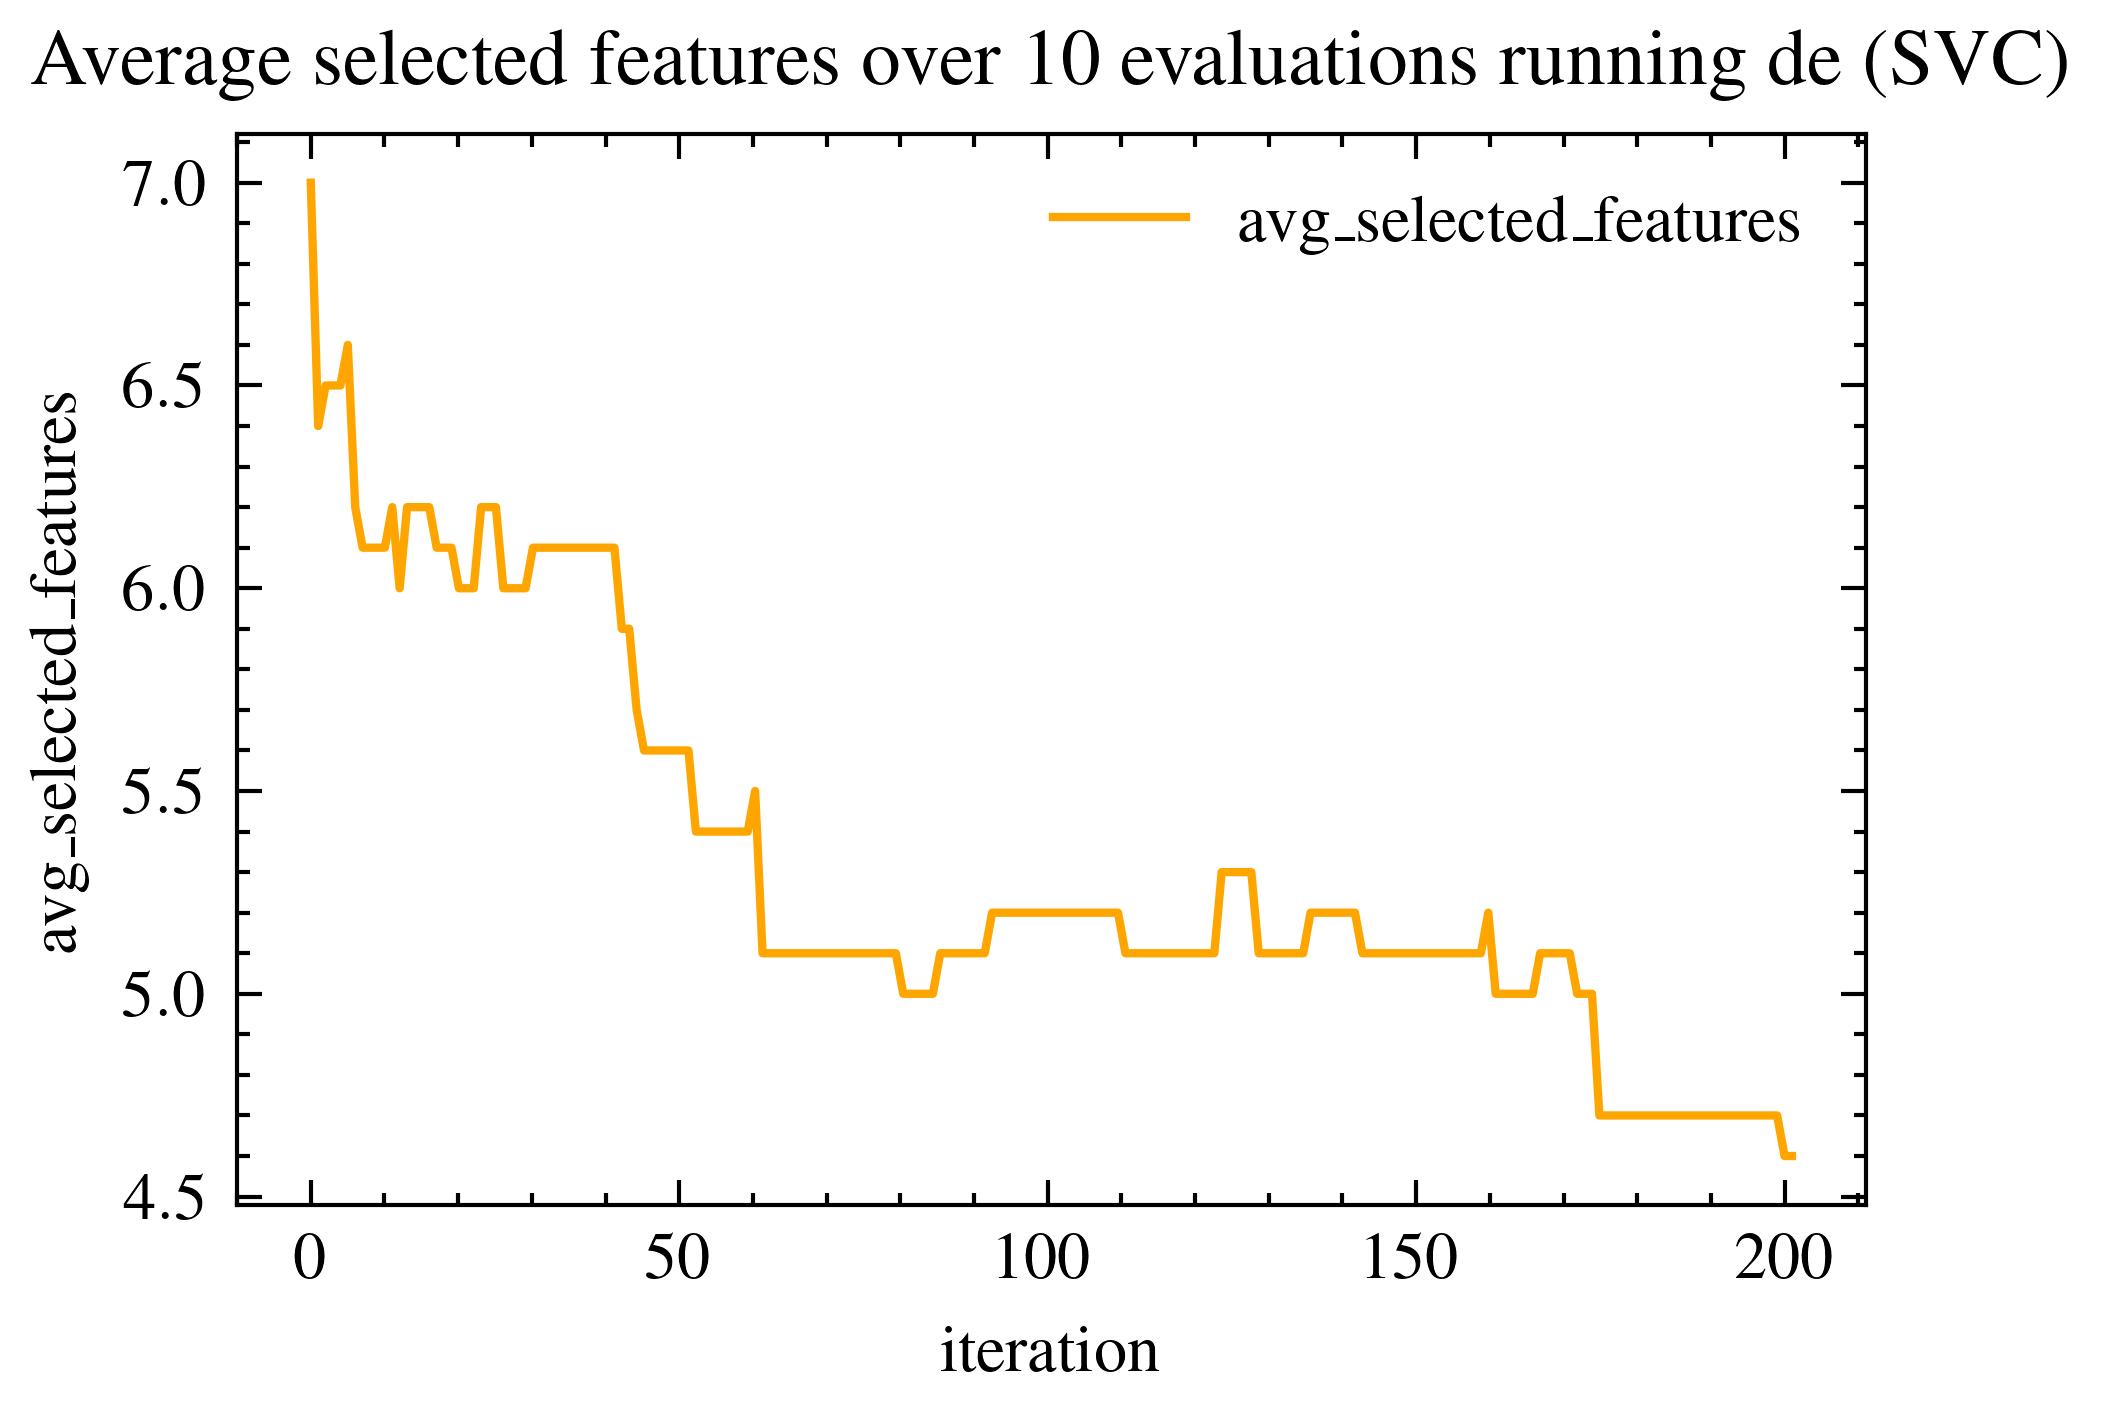 Average selected features over 10 evaluations running de (SVC)
avg_selected_features
7.0
6.5
6.0
5.5
5.0
4.5
avg_selected_features
0 50 100 150 200
iteration